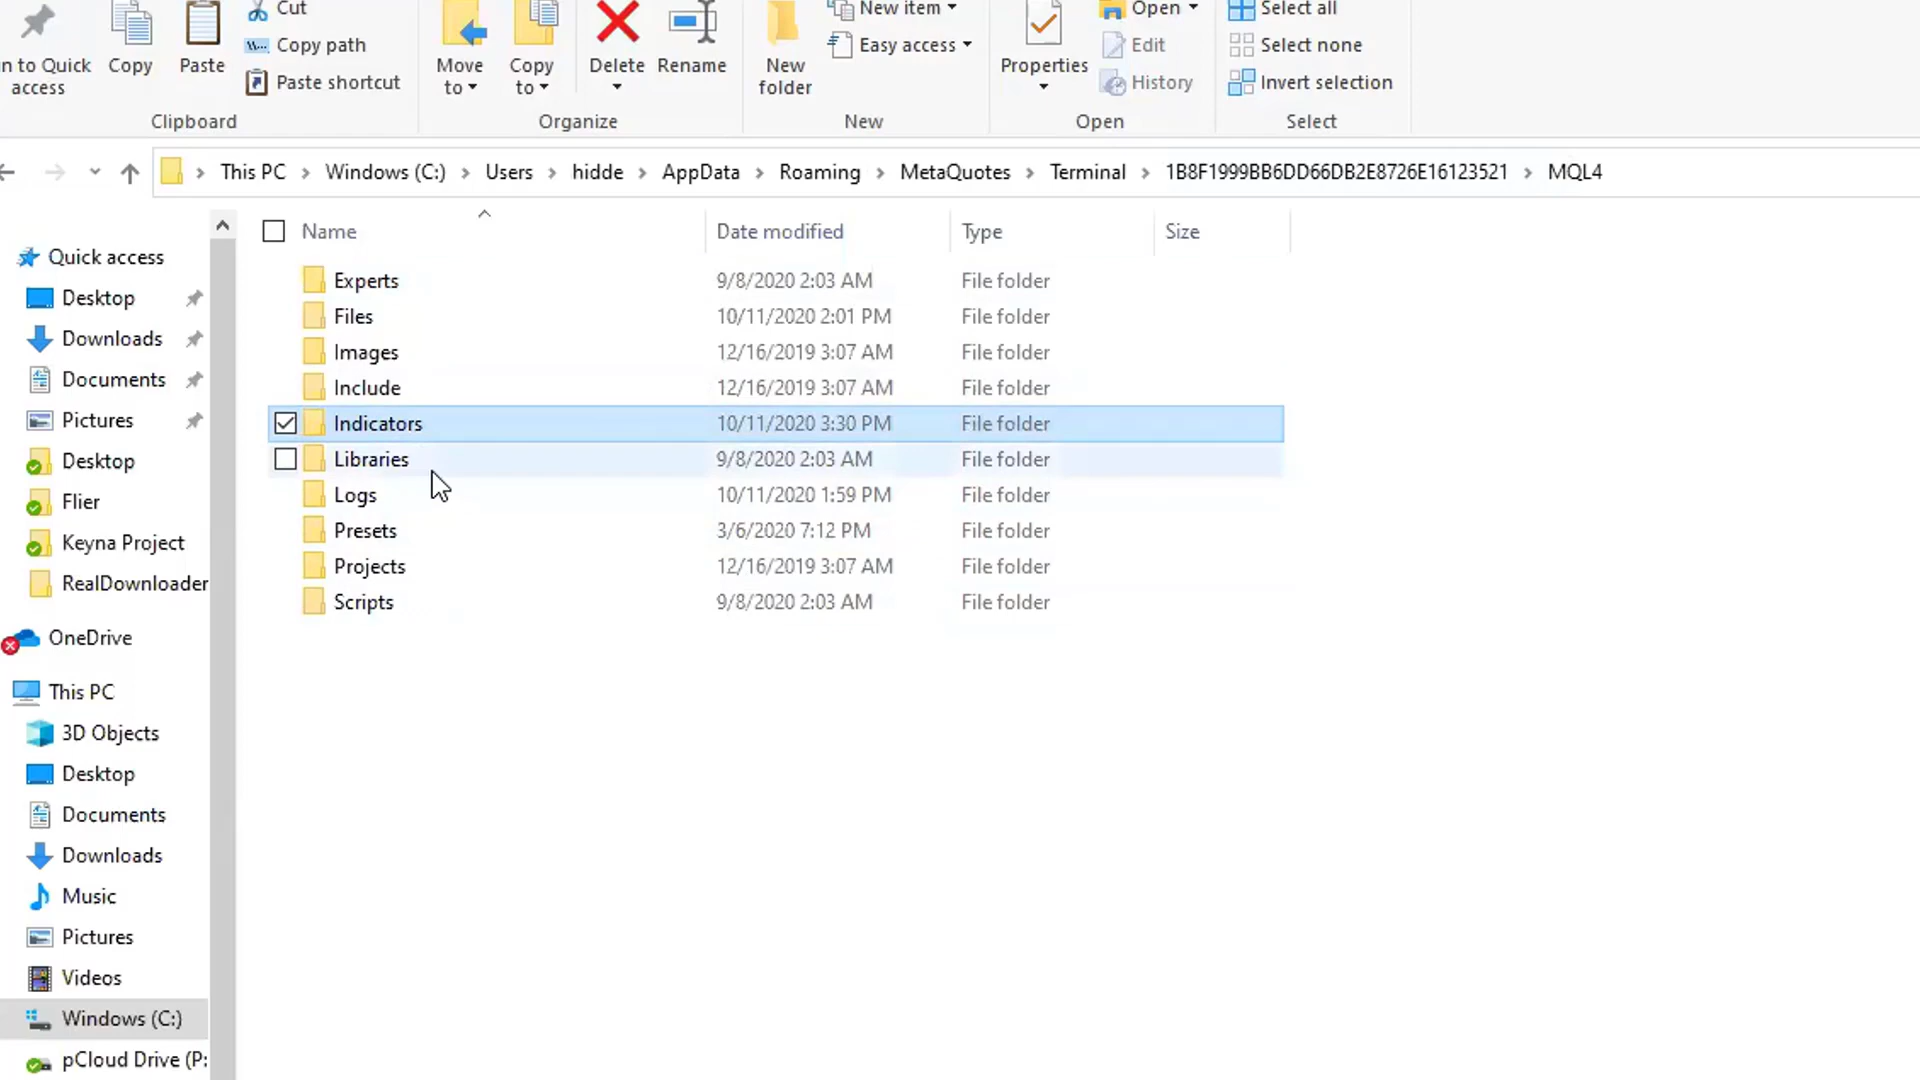 Cut
New item
Open
Select all
n to Quick access
Copy
Paste
Copy path
Paste shortcut
Move to
Copy to
Delete
Rename
New folder
Easy access
Properties
Edit
History
Select none
Invert selection
Clipboard
Organize
New
Open
Select
This PC > Windows (C:) > Users > hidde > AppData > Roaming > MetaQuotes > Terminal > 1B8F1999BB6DD66DB2E8726E16123521 > MQL4
Name Date modified Type Size
Experts 9/8/2020 2:03 AM File folder
Files 10/11/2020 2:01 PM File folder
Images 12/16/2019 3:07 AM File folder
Include 12/16/2019 3:07 AM File folder
Indicators 10/11/2020 3:30 PM File folder
Libraries 9/8/2020 2:03 AM File folder
Logs 10/11/2020 1:59 PM File folder
Presets 3/6/2020 7:12 PM File folder
Projects 12/16/2019 3:07 AM File folder
Scripts 9/8/2020 2:03 AM File folder
Quick access
Desktop
Downloads
Documents
Pictures
Desktop
Flier
Keyna Project
RealDownloader
OneDrive
This PC
3D Objects
Desktop
Documents
Downloads
Music
Pictures
Videos
Windows (C:)
pCloud Drive (P: